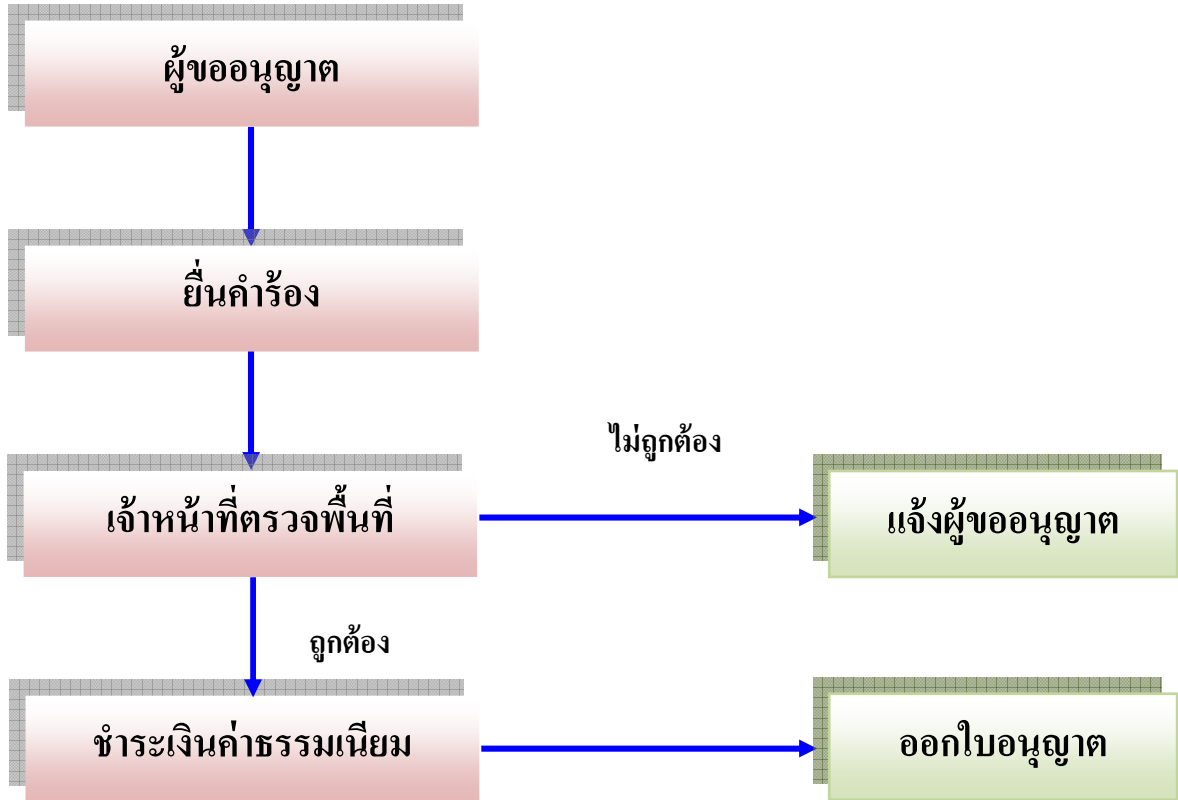 ผู้ขออนุญาต
ยื่นคำร้อง
ไม่ถูกต้อง
เจ้าหน้าที่ตรวจพื้นที่
แจ้งผู้ขออนุญาต
ถูกต้อง
ชำระเงินค่าธรรมเนียม
ออกใบอนุญาต